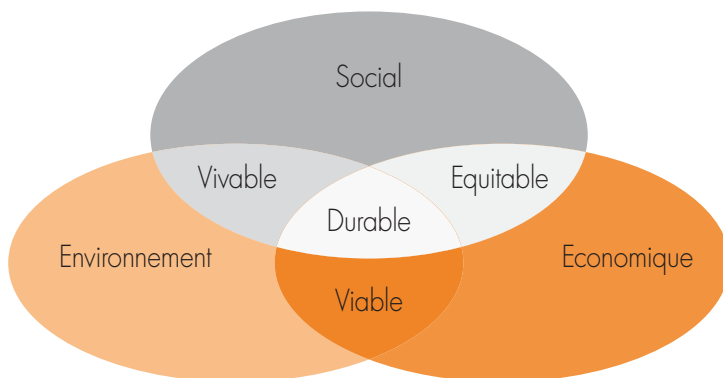 Social
Vivable
Equitable
Durable
Environnement
Economique
Viable